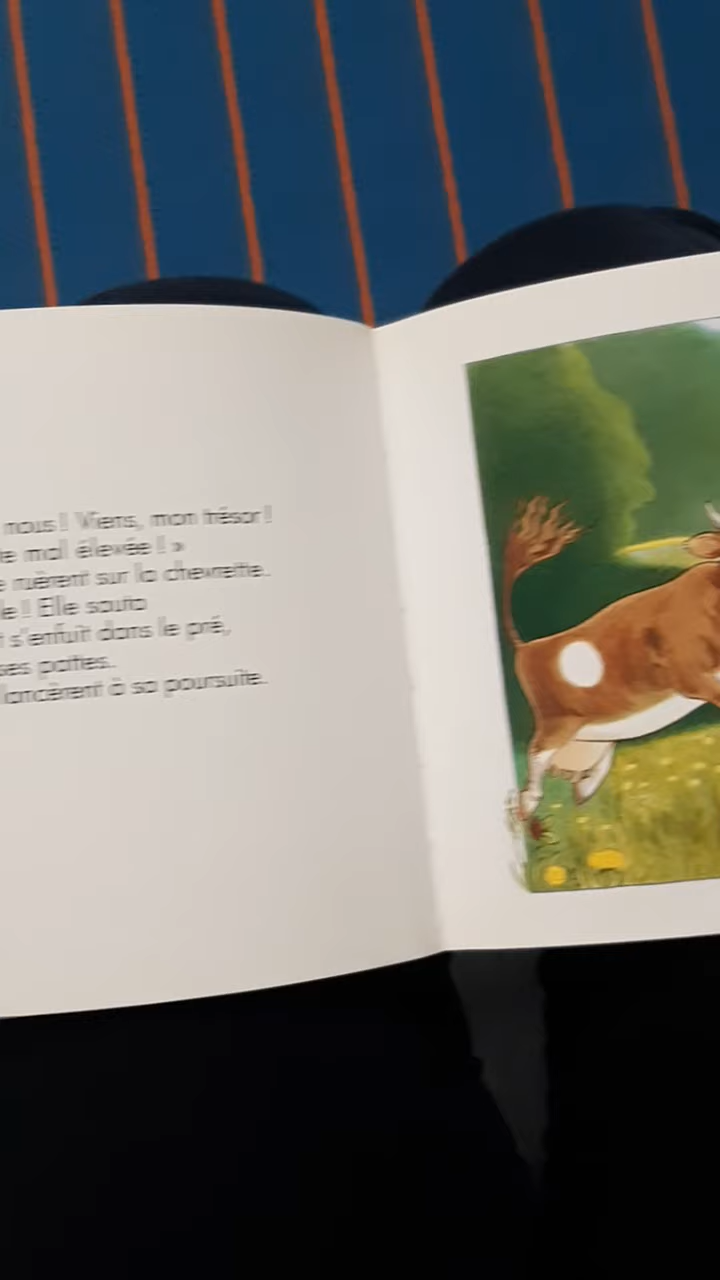 nous ! Viens, mon trésor !
mal élevée ! »
ruèrent sur la chevrette.
! Elle sauta
s'enfuit dans le pré,
ses pattes.
lancèrent à sa poursuite.